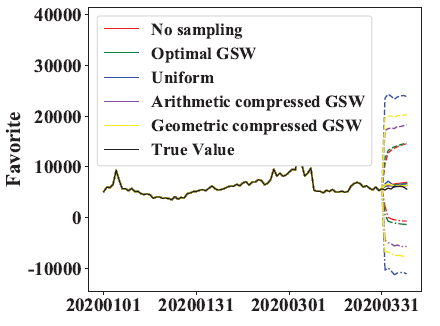 40000
30000
20000
10000
0
-10000
Favorite
No sampling
Optimal GSW
Uniform
Arithmetic compressed GSW
Geometric compressed GSW
True Value
20200101 20200131 20200301 20200331